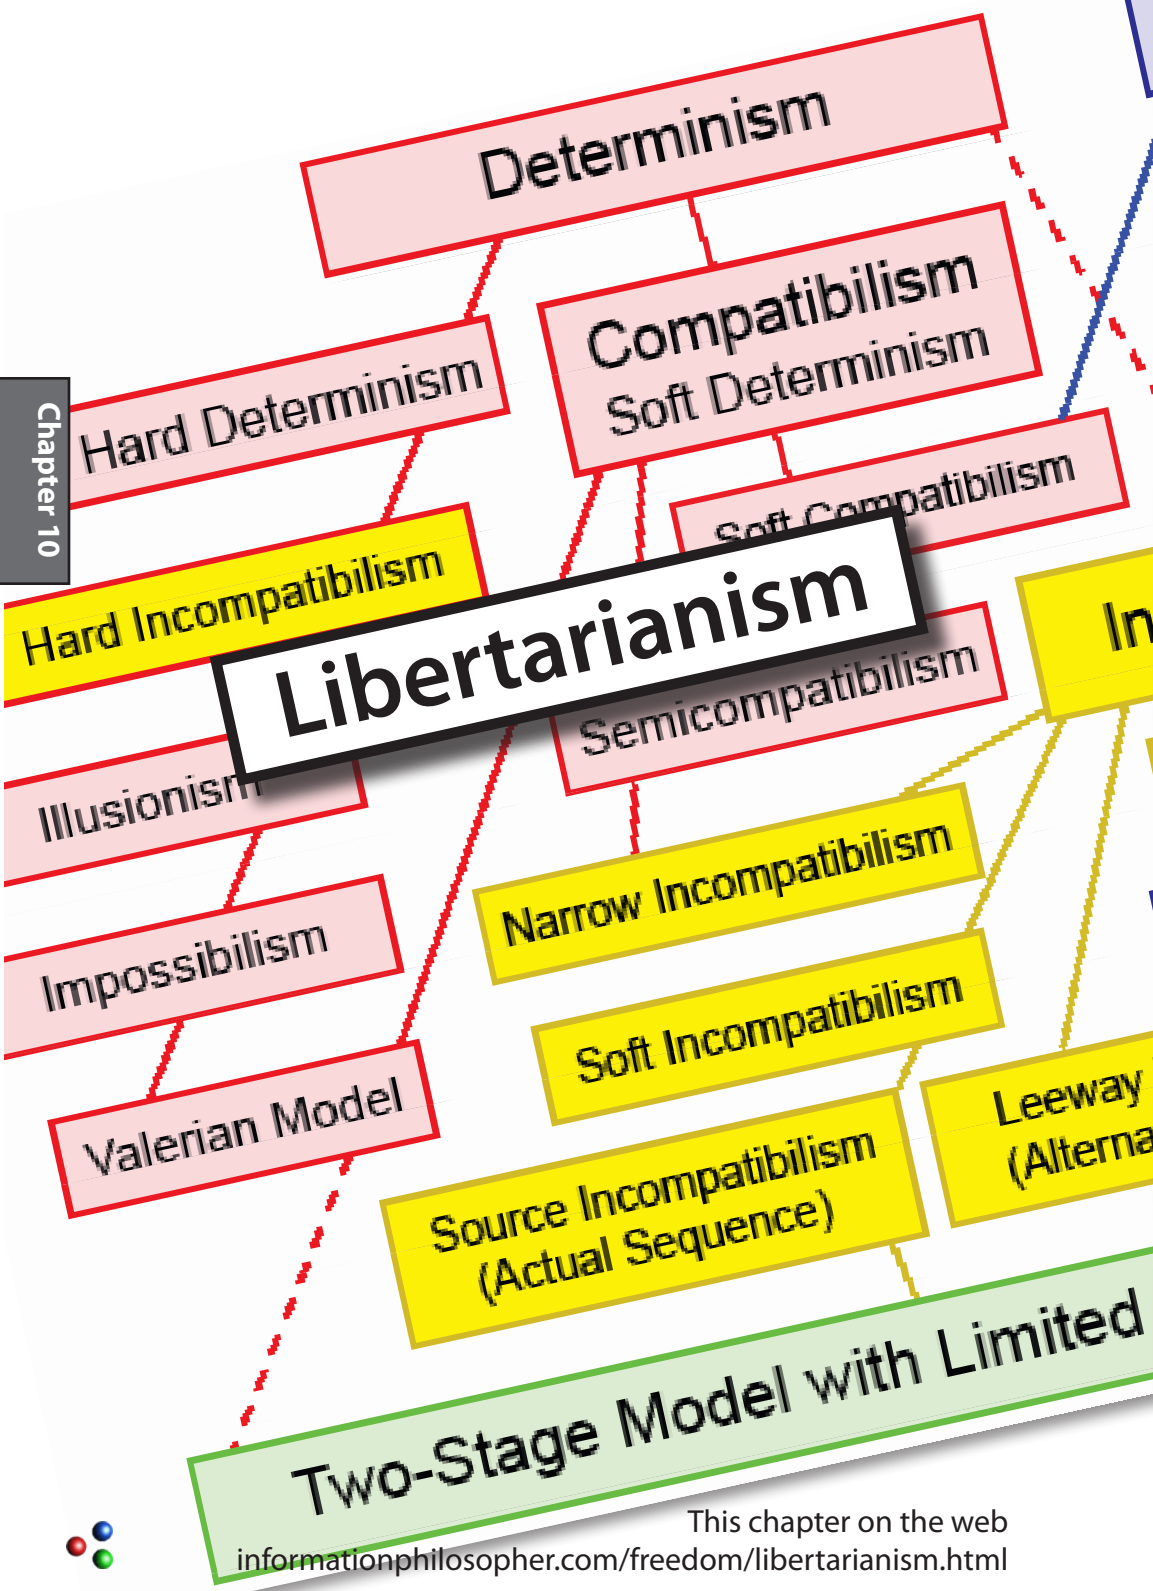 Determinism
Compatibilism
Soft Determinism
Hard Determinism
Chapter 10
Soft Compatibilism
Hard Incompatibilism
Libertarianism
In
Semicompatibilism
Illusionism
Narrow Incompatibilism
Impossibilism
Soft Incompatibilism
Leeway
(Alterna
Valerian Model
Source Incompatibilism
(Actual Sequence)
Two-Stage Model with Limited
This chapter on the web
informationphilosopher.com/freedom/libertarianism.html